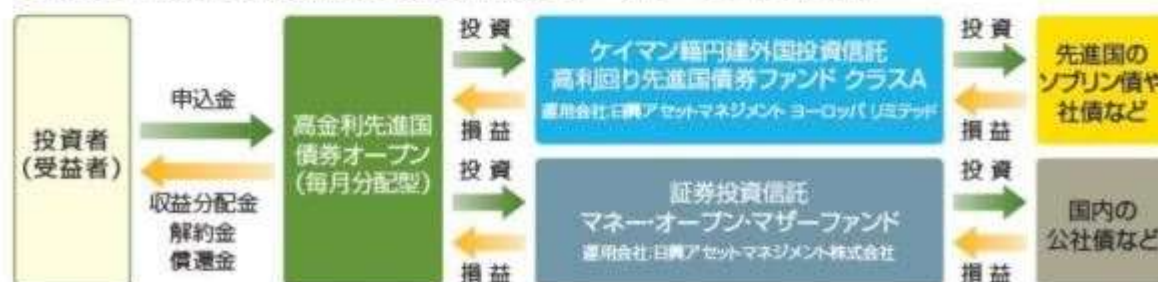 投資者
(受益者)
申込金
収益分配金
解約金
償還金
高金利先進国
債券オープン
(毎月分配型)
投資
損益
投資
損益
ケイマン籍円建外国投資信託
高利回り先進国債券ファンド クラスA
運用会社:日興アセットマネジメント ヨーロッパ リミテッド
証券投資信託
マネー・オープン・マザーファンド
運用会社:日興アセットマネジメント株式会社
投資
損益
投資
損益
先進国の
ソブリン債や
社債など
国内の
公社債など